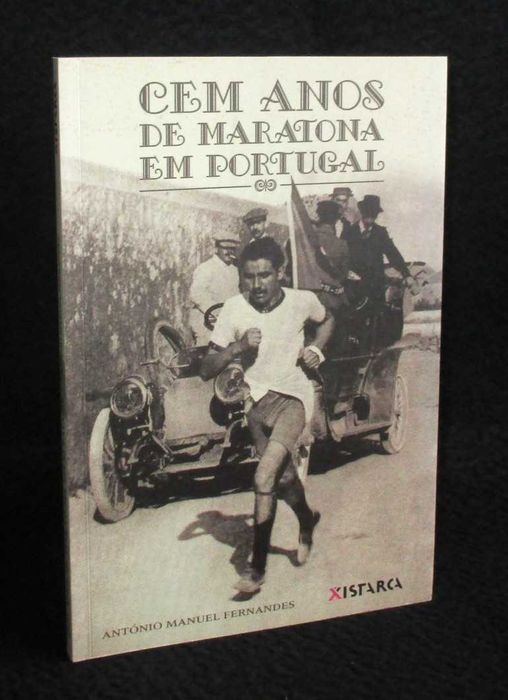 CEM ANOS
DE MARATONA
EM PORTUGAL
ANTÓNIO MANUEL FERNANDES
XISTARCA